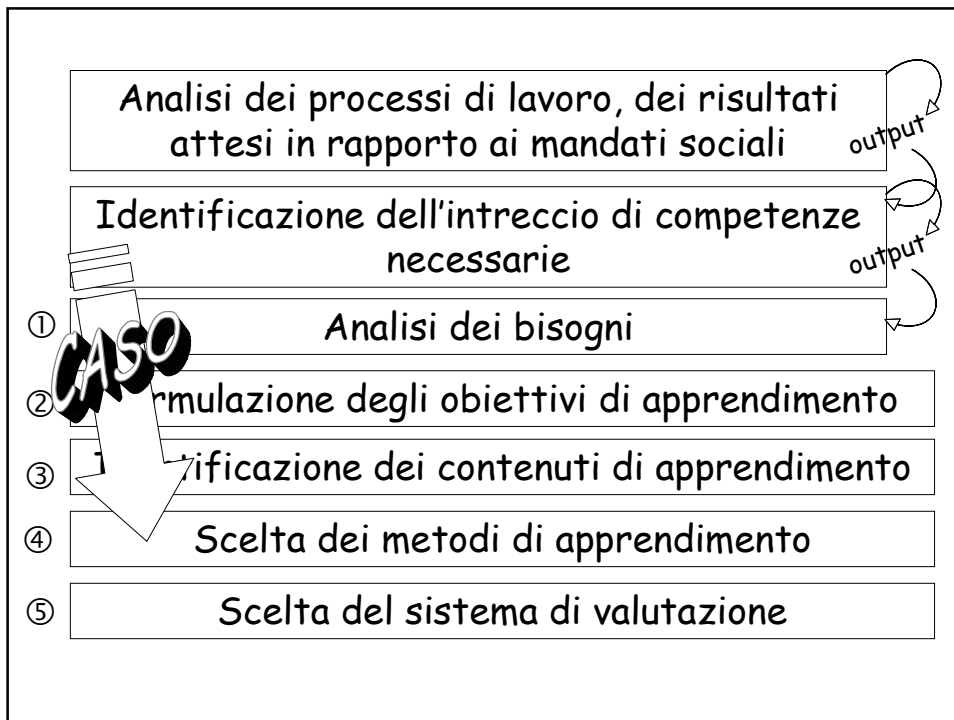 Analisi dei processi di lavoro, dei risultati
attesi in rapporto ai mandati sociali
output
Identificazione dell'intreccio di competenze
necessarie
output
① Analisi dei bisogni
CASO
② rmulazione degli obiettivi di apprendimento
③ tificazione dei contenuti di apprendimento
④ Scelta dei metodi di apprendimento
⑤ Scelta del sistema di valutazione